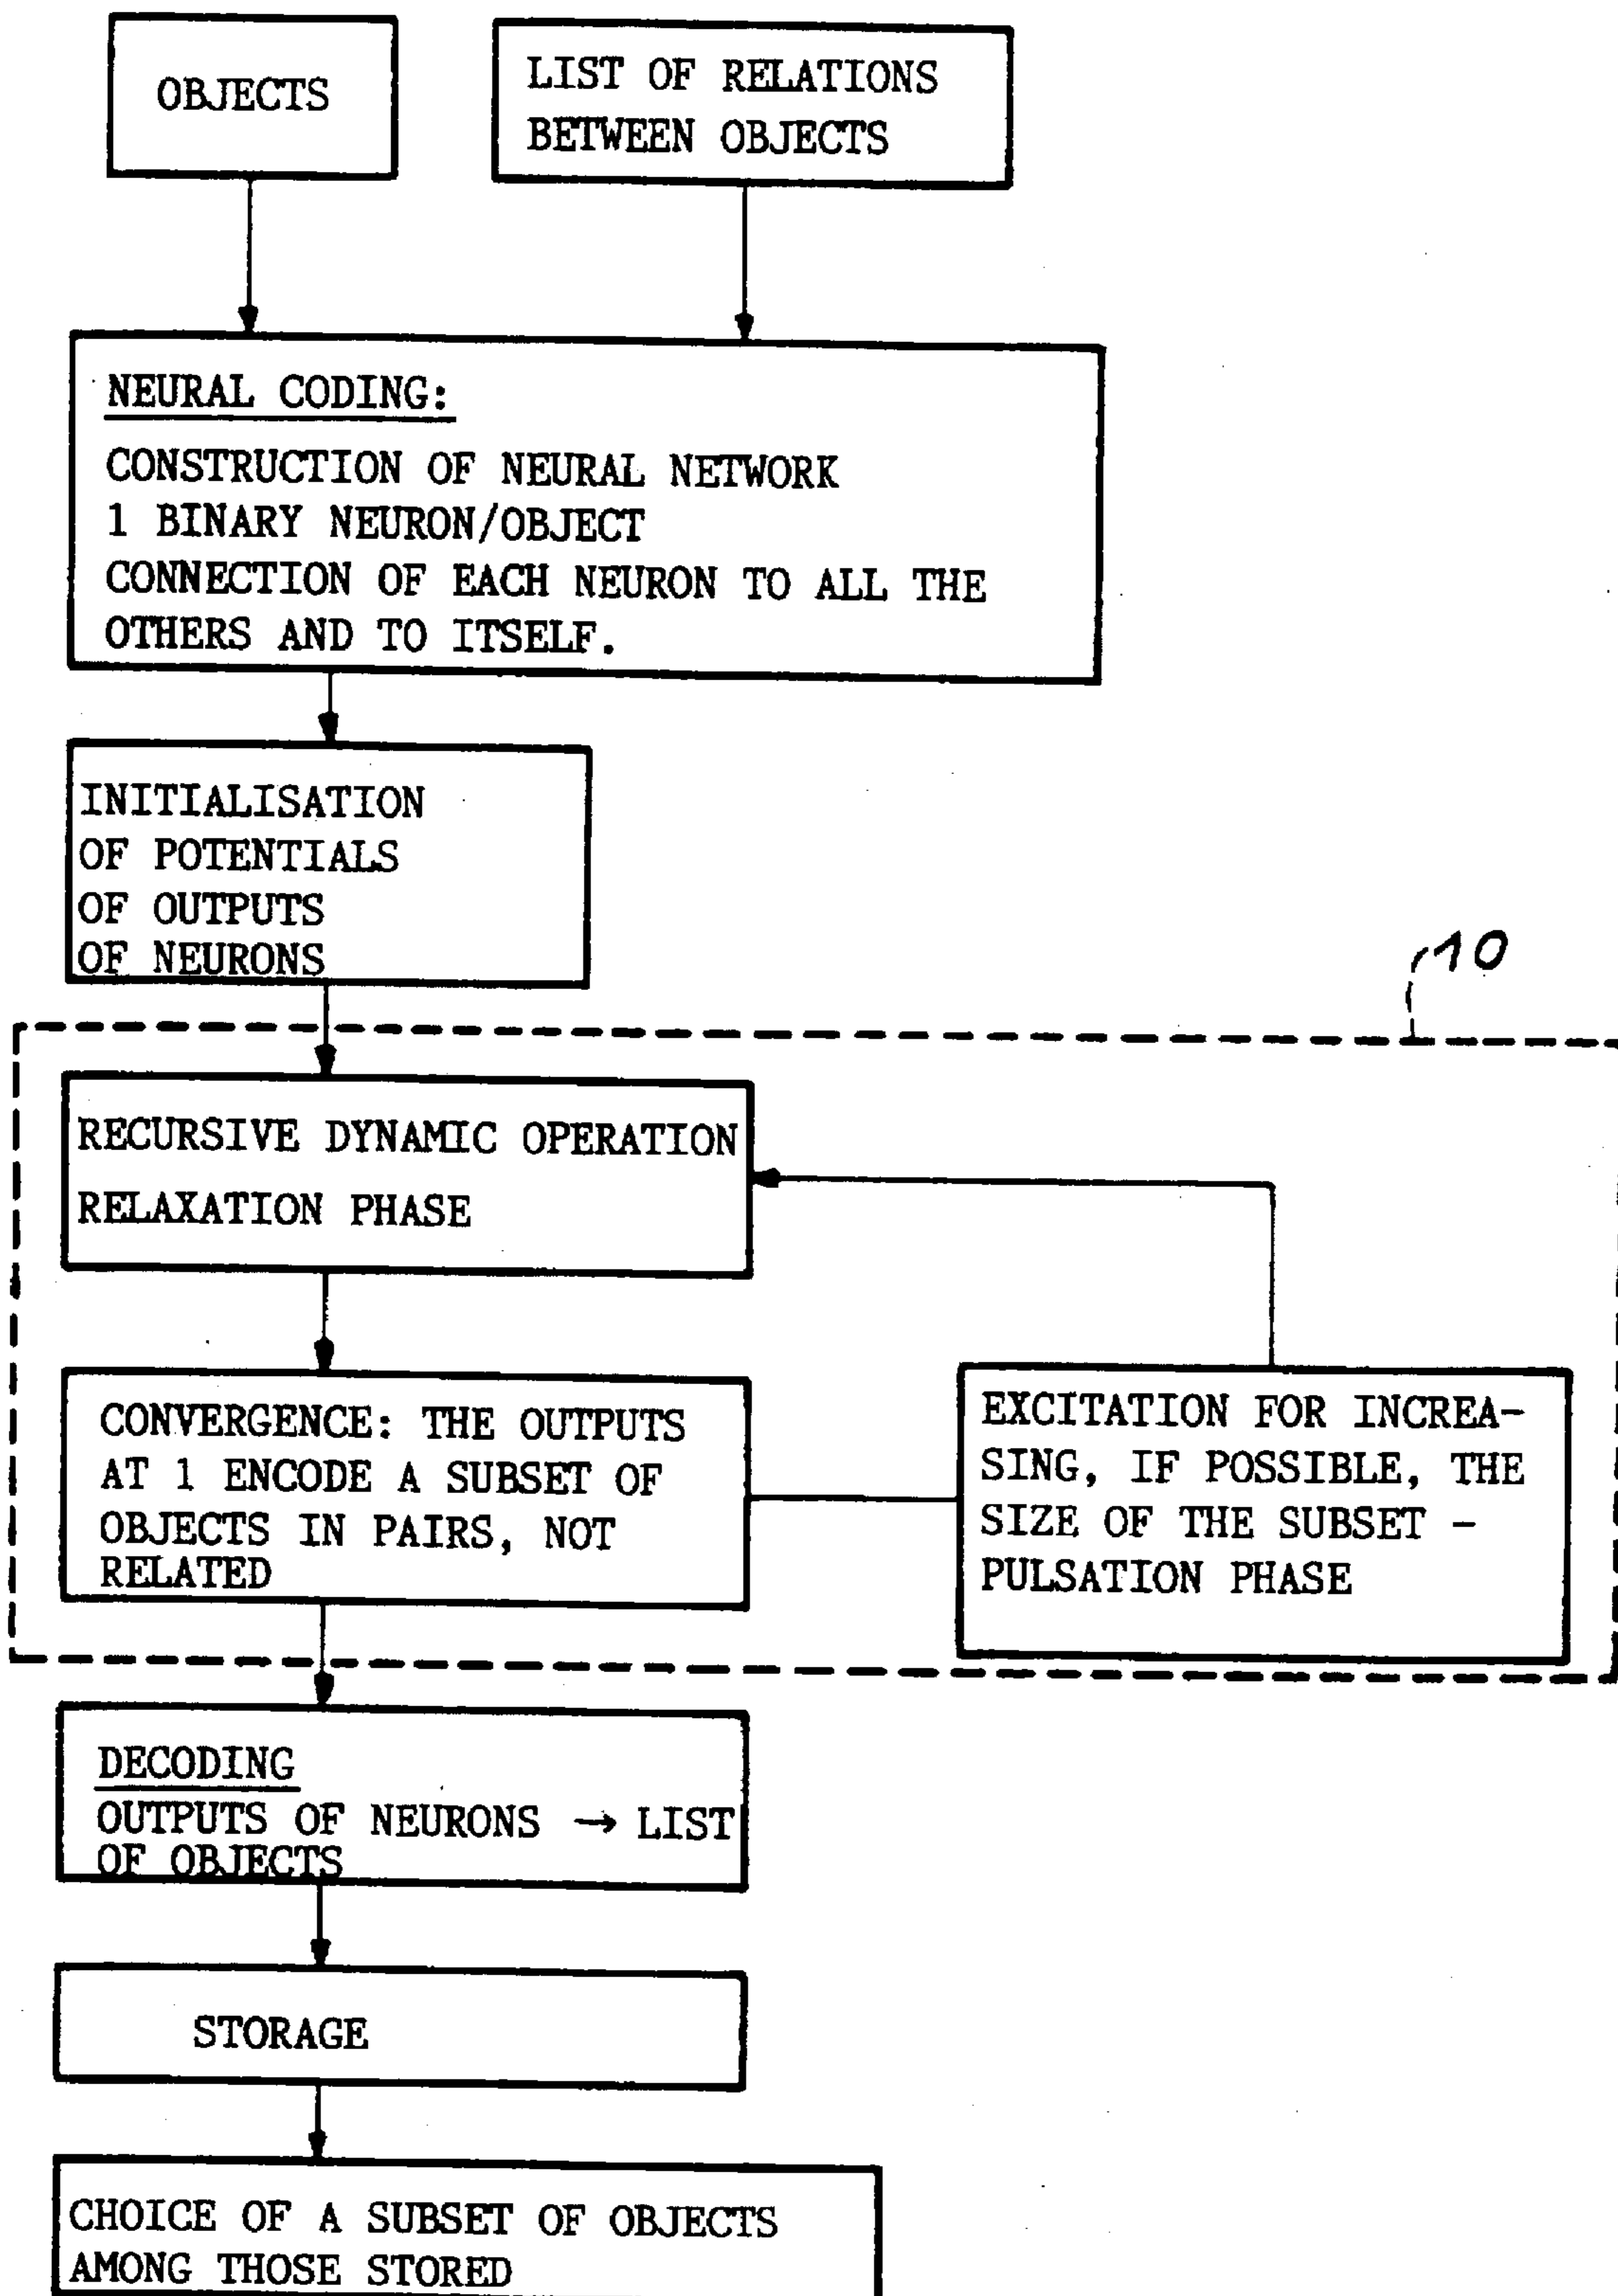 OBJECTS
LIST OF RELATIONS
BETWEEN OBJECTS
NEURAL CODING:
CONSTRUCTION OF NEURAL NETWORK
1 BINARY NEURON/OBJECT
CONNECTION OF EACH NEURON TO ALL THE
OTHERS AND TO ITSELF.
INITIALISATION
OF POTENTIALS
OF OUTPUTS
OF NEURONS
10
RECURSIVE DYNAMIC OPERATION
RELAXATION PHASE
CONVERGENCE: THE OUTPUTS
AT 1 ENCODE A SUBSET OF
OBJECTS IN PAIRS, NOT
RELATED
EXCITATION FOR INCREA-
SING, IF POSSIBLE, THE
SIZE OF THE SUBSET -
PULSATION PHASE
DECODING
OUTPUTS OF NEURONS → LIST
OF OBJECTS
STORAGE
CHOICE OF A SUBSET OF OBJECTS
AMONG THOSE STORED